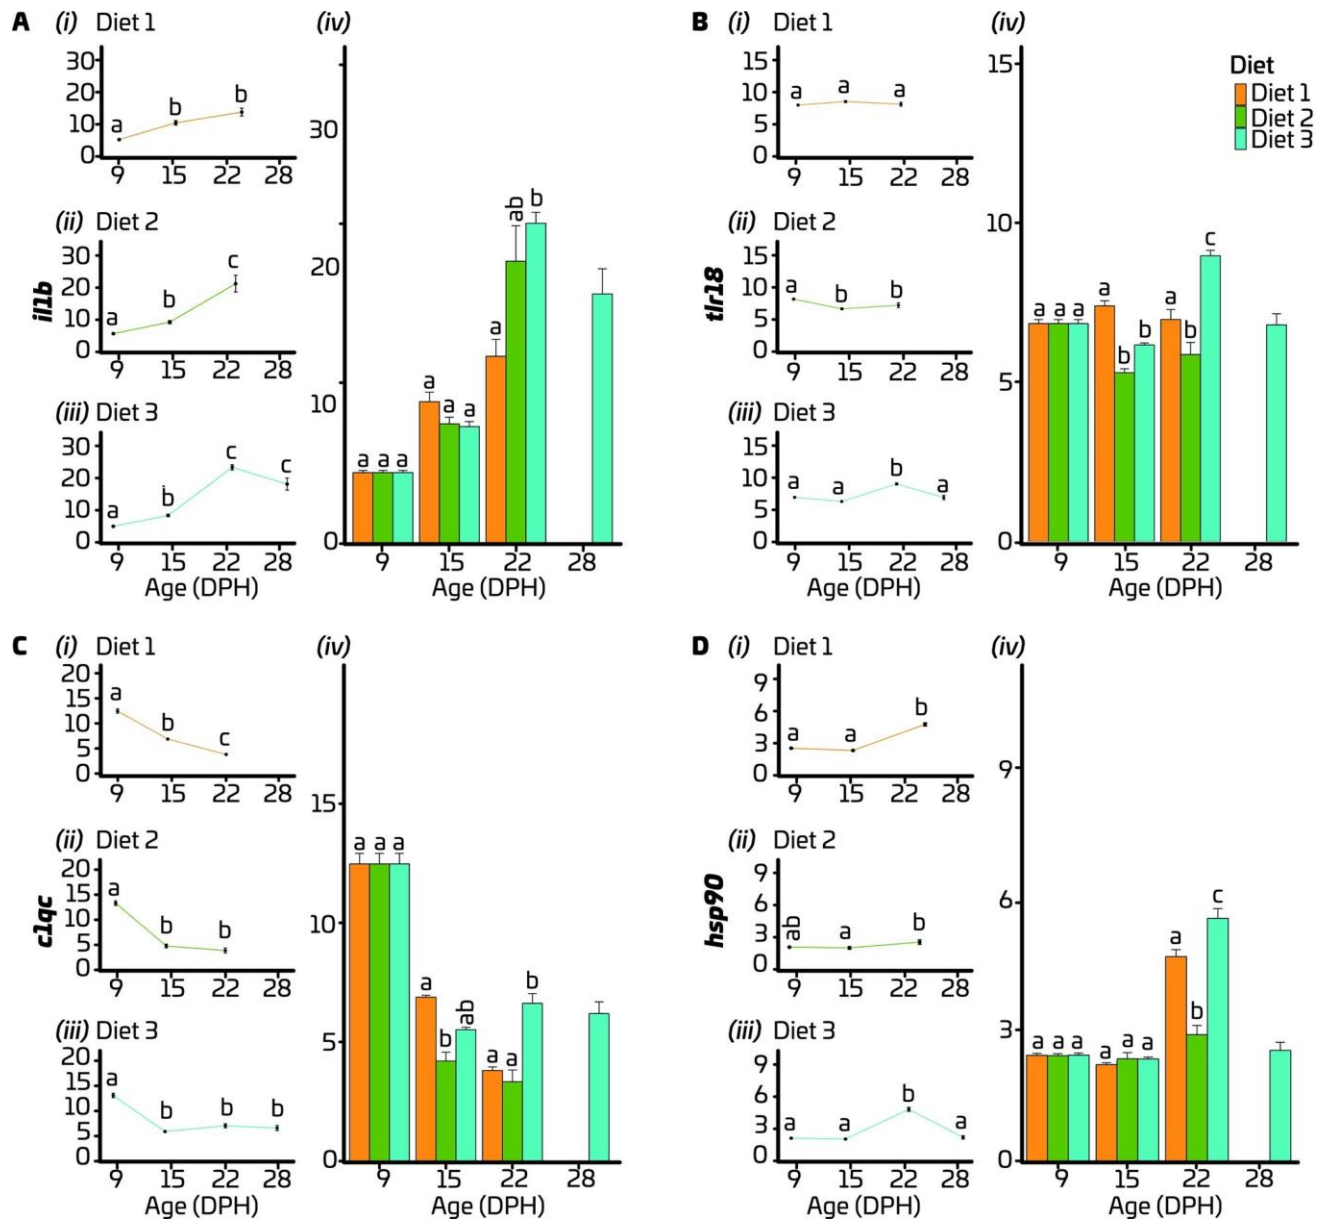 A (i) Diet 1
30
20
10
0
a
b
b
9 15 22 28
(ii) Diet 2
30
20
10
0
a
b
c
9 15 22 28
(iii) Diet 3
30
20
10
0
a
b
c
c
9 15 22 28
Age (DPH)
il1b
(iv)
30
20
10
0
a a a
a a a
a ab b
9 15 22 28
Age (DPH)
B (i) Diet 1
15
10
5
0
a a a
9 15 22 28
(ii) Diet 2
15
10
5
0
a b b
9 15 22 28
(iii) Diet 3
15
10
5
0
a a b a
9 15 22 28
Age (DPH)
tlr18
(iv)
15
10
5
0
a a a
a b b
a b c
9 15 22 28
Age (DPH)
Diet
Diet 1
Diet 2
Diet 3
C (i) Diet 1
20
15
10
5
0
a
b
c
9 15 22 28
(ii) Diet 2
20
15
10
5
0
a
b b
9 15 22 28
(iii) Diet 3
20
15
10
5
0
a
b b b
9 15 22 28
Age (DPH)
c1qc
(iv)
15
10
5
0
a a a
a b ab
a a b
9 15 22 28
Age (DPH)
D (i) Diet 1
9
6
3
0
a a b
9 15 22 28
(ii) Diet 2
9
6
3
0
ab a b
9 15 22 28
(iii) Diet 3
9
6
3
0
a a b a
9 15 22 28
Age (DPH)
hsp90
(iv)
9
6
3
0
a a a
a a a
a b c
9 15 22 28
Age (DPH)